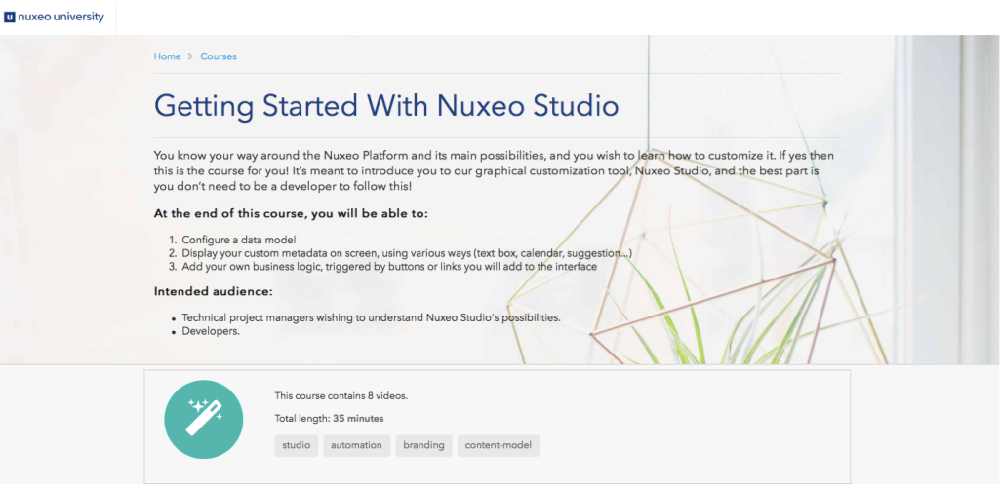 nuxeo university
Home > Courses
Getting Started With Nuxeo Studio
You know your way around the Nuxeo Platform and its main possibilities, and you wish to learn how to customize it. If yes then
this is the course for you! It's meant to introduce you to our graphical customization tool, Nuxeo Studio, and the best part is
you don't need to be a developer to follow this!
At the end of this course, you will be able to:
1. Configure a data model
2. Display your custom metadata on screen, using various ways (text box, calendar, suggestion...)
3. Add your own business logic, triggered by buttons or links you will add to the interface
Intended audience:
• Technical project managers wishing to understand Nuxeo Studio's possibilities.
• Developers.
This course contains 8 videos.
Total length: 35 minutes
studio automation branding content-model